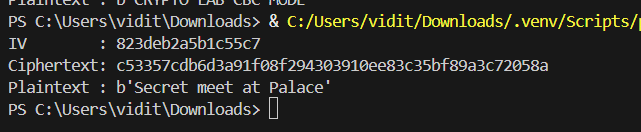 Plaintext : b'CRYPTO LAB CBC MODE'
PS C:\Users\vidit\Downloads> & C:/Users/vidit/Downloads/.venv/Scripts/p
IV : 823deb2a5b1c55c7
Ciphertext: c53357cdb6d3a91f08f294303910ee83c35bf89a3c72058a
Plaintext : b'Secret meet at Palace'
PS C:\Users\vidit\Downloads>